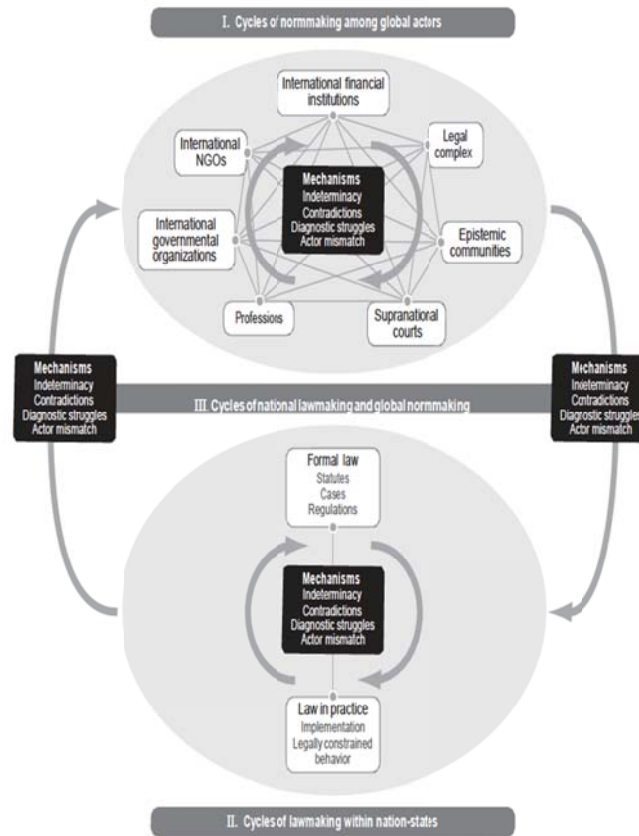 I. Cycles of normmaking among global actors
International financial
institutions
International
NGOs
Legal
complex
Mechanisms
Indeterminacy
Contradictions
Diagnostic struggles
Actor mismatch
International
governmental
organizations
Epistemic
communities
Professions
Supranational
courts
Mechanisms
Indeterminacy
Contradictions
Diagnostic struggles
Actor mismatch
Mechanisms
Indeterminacy
Contradictions
Diagnostic struggles
Actor mismatch
III. Cycles of national lawmaking and global normmaking
Formal law
Statutes
Cases
Regulations
Mechanisms
Indeterminacy
Contradictions
Diagnostic struggles
Actor mismatch
Law in practice
Implementation
Legally constrained
behavior
II. Cycles of lawmaking within nation-states